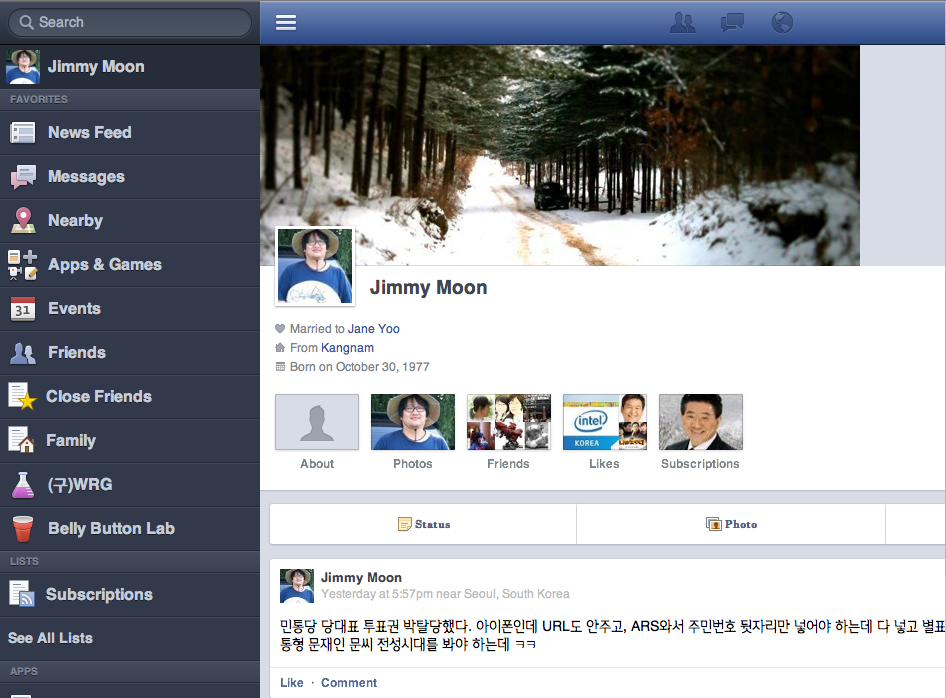 Search
Jimmy Moon
FAVORITES
News Feed
Messages
Nearby
Apps & Games
31
Events
Friends
Close Friends
Family
(구)WRG
Belly Button Lab
LISTS
Subscriptions
See All Lists
APPS
Jimmy Moon
Married to Jane Yoo
From Kangnam
Born on October 30, 1977
intel
KOREA
About
Photos
Friends
Likes
Subscriptions
Status
Photo
Jimmy Moon
Yesterday at 5:57pm near Seoul, South Korea
민통당 당대표 투표권 박탈당했다. 아이폰인데 URL도 안주고, ARS와서 주민번호 뒷자리만 넣어야 하는데 다 넣고 별표
통형 문재인 문씨 전성시대를 봐야 하는데 ㅋㅋ
Like · Comment